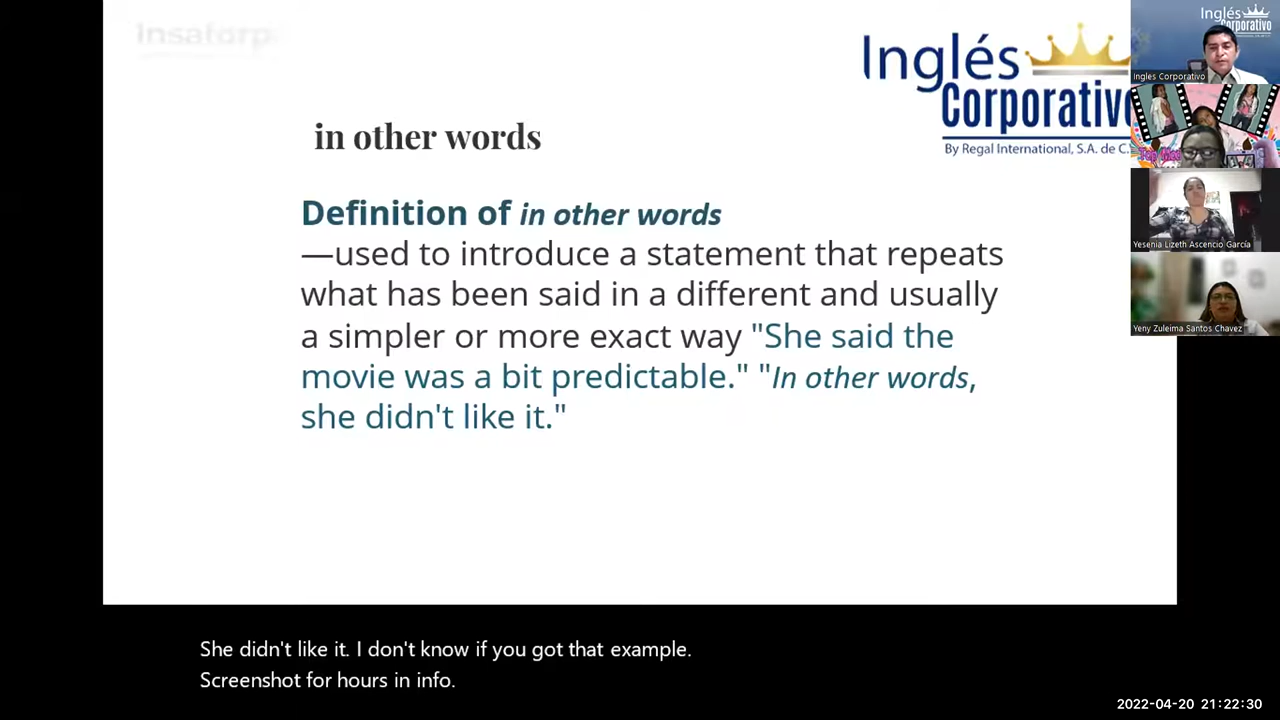 Inglés
Corporativo
By Regal International, S.A. de C.
in other words
Definition of in other words
—used to introduce a statement that repeats
what has been said in a different and usually
a simpler or more exact way "She said the
movie was a bit predictable." "In other words,
she didn't like it."
Inglés
Corporativo
Ingles Corporativo
Yesenia Lizeth Ascencio García
Yeny Zuleima Santos Chavez
She didn't like it. I don't know if you got that example.
Screenshot for hours in info.
2022-04-20 21:22:30